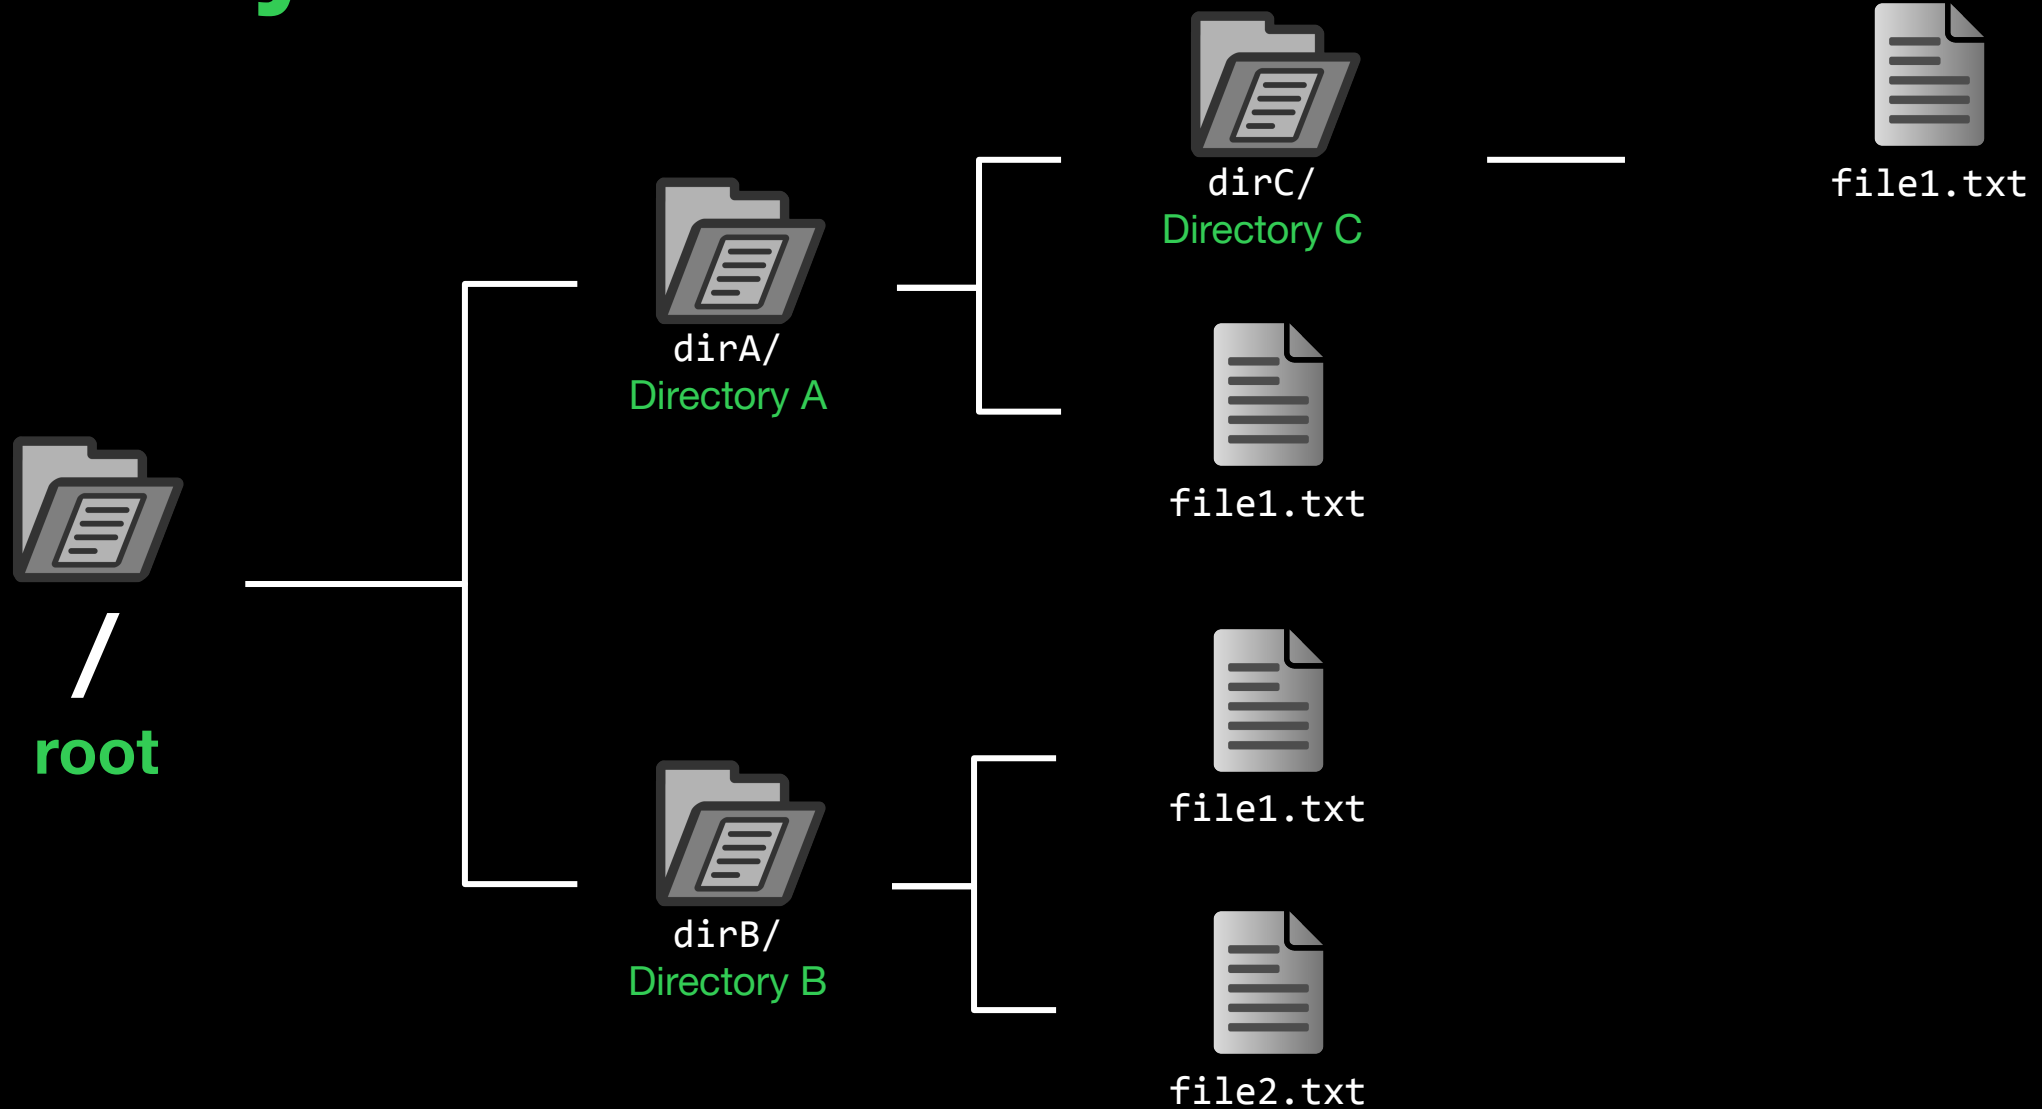 dirC/
Directory C
file1.txt
dirA/
Directory A
file1.txt
/
root
file1.txt
dirB/
Directory B
file2.txt